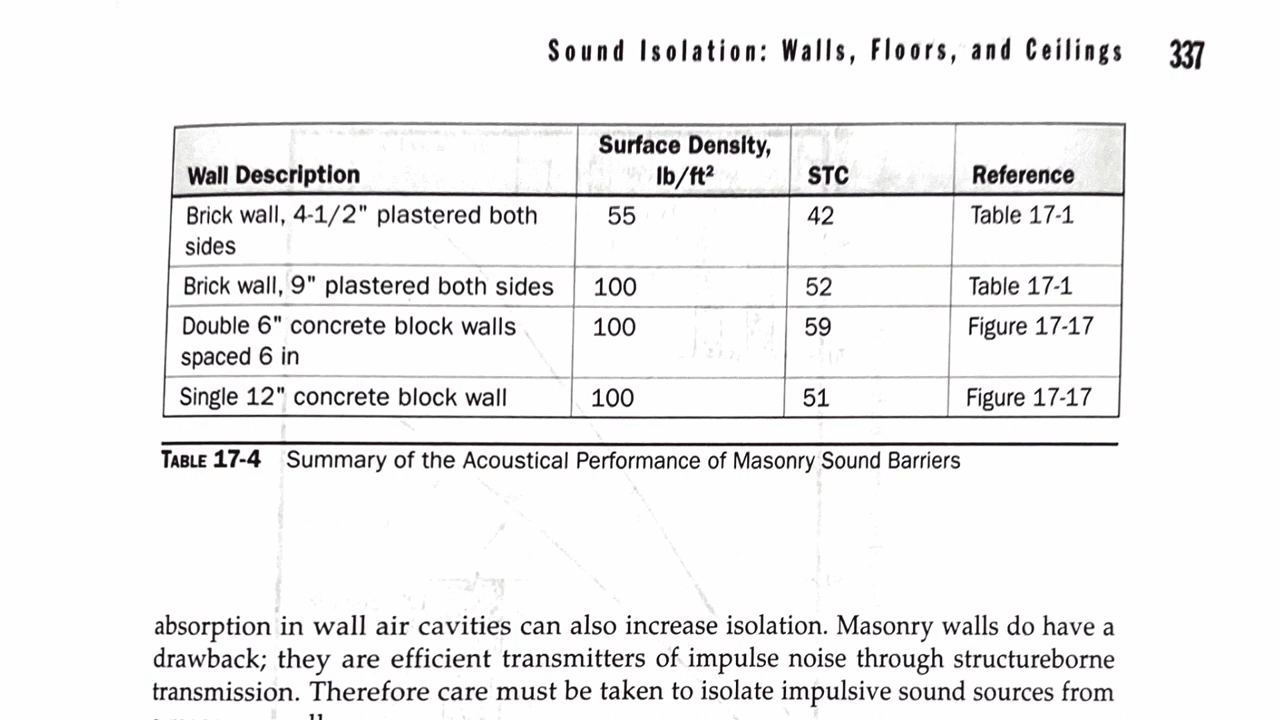 Sound Isolation: Walls, Floors, and Ceilings 337
Surface Density,
Wall Description lb/ft² STC Reference
Brick wall, 4-1/2" plastered both 55 42 Table 17-1
sides
Brick wall, 9" plastered both sides 100 52 Table 17-1
Double 6" concrete block walls 100 59 Figure 17-17
spaced 6 in
Single 12" concrete block wall 100 51 Figure 17-17
TABLE 17-4 Summary of the Acoustical Performance of Masonry Sound Barriers
absorption in wall air cavities can also increase isolation. Masonry walls do have a
drawback; they are efficient transmitters of impulse noise through structureborne
transmission. Therefore care must be taken to isolate impulsive sound sources from